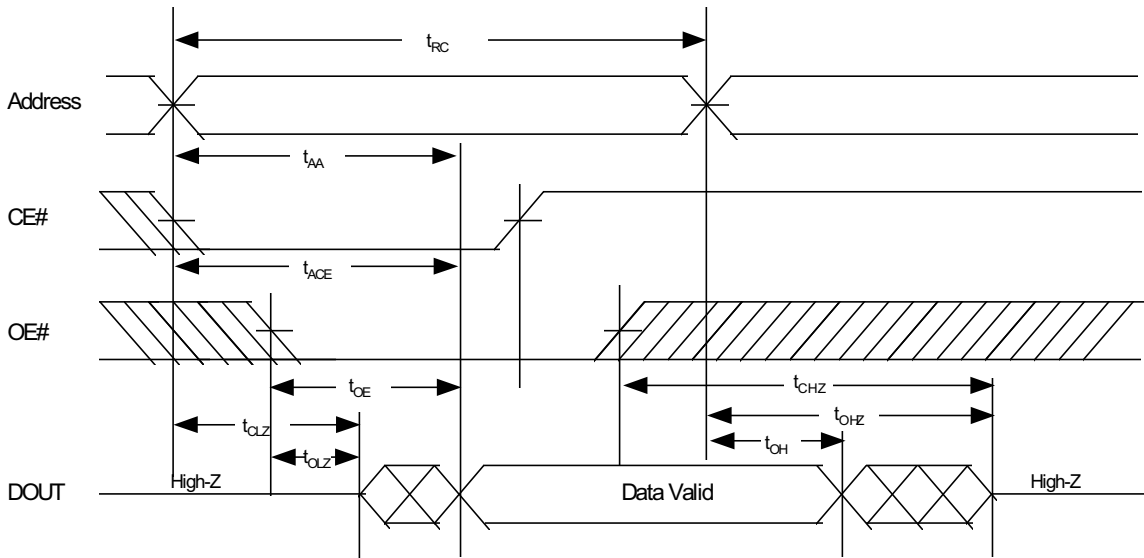 tRC
Address
tAA
CE#
tACE
OE#
tOE
tCHZ
tCLZ
tOHZ
tOLZ
tOH
DOUT
High-Z
Data Valid
High-Z